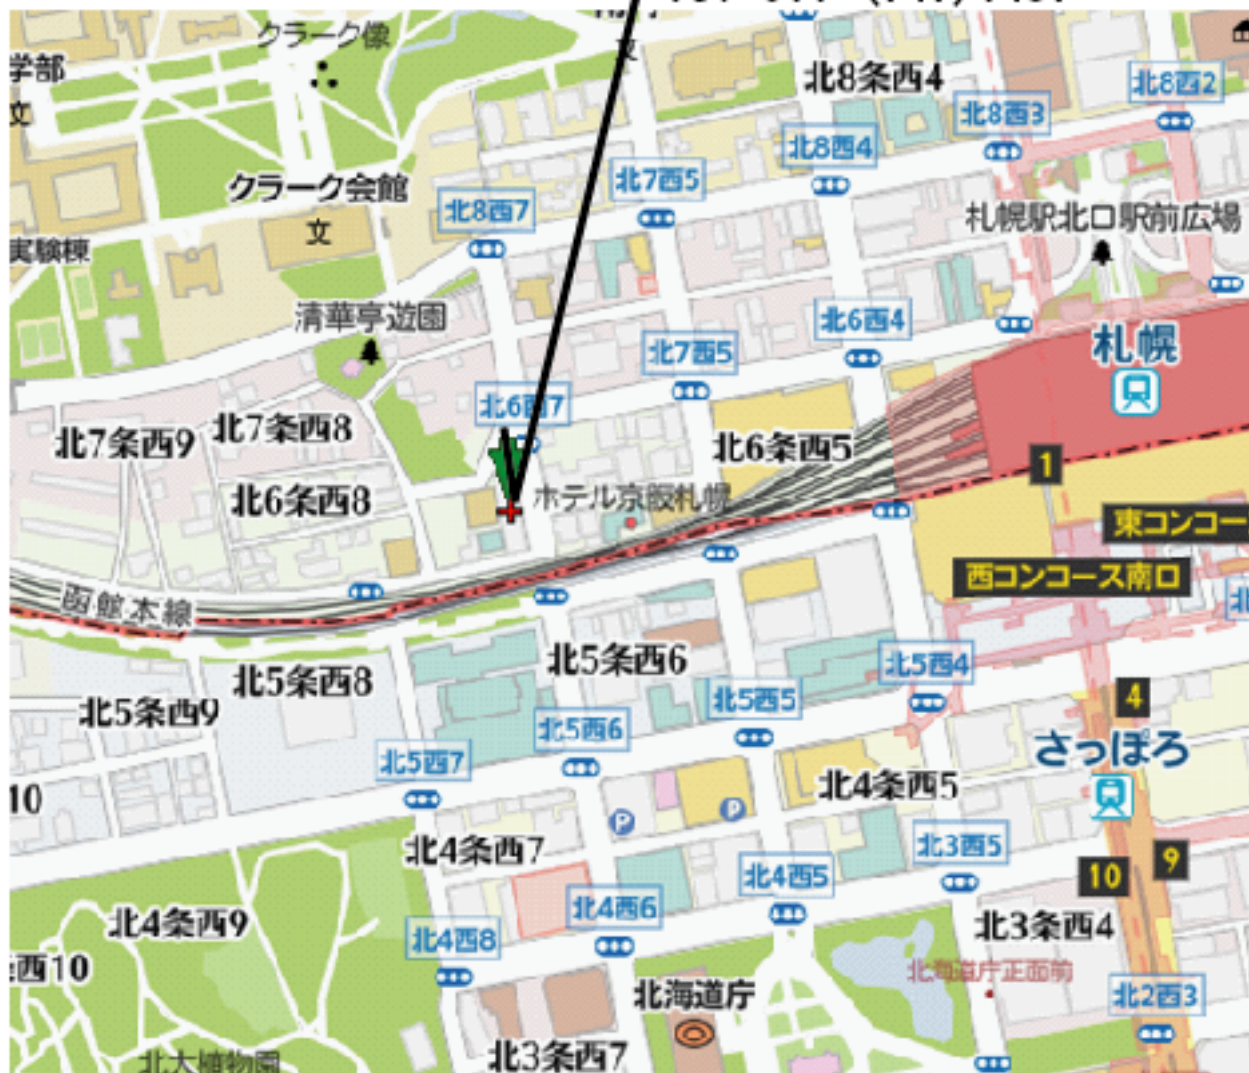 クラーク像
学部
文
北8条西4
北8西2
北8西3
北8西4
北7西5
クラーク会館
文
北8西7
札幌駅北口駅前広場
実験棟
清華亭遊園
北6西4
札幌
北7西5
北6西7
北7条西9
北7条西8
北6条西5
1
北6条西8
ホテル京阪札幌
東コンコー
西コンコース南口
函館本線
北
北5条西6
北5西4
北5条西8
北5条西9
北5西5
4
北5西6
さっぽろ
北5西7
10
北4条西5
P
P
北4条西7
北3西5
10
9
北4西5
北4条西9
北4西6
北3条西4
北4西8
西10
北海道庁正面前
北海道庁
北2西3
北3条西7
北大植物園